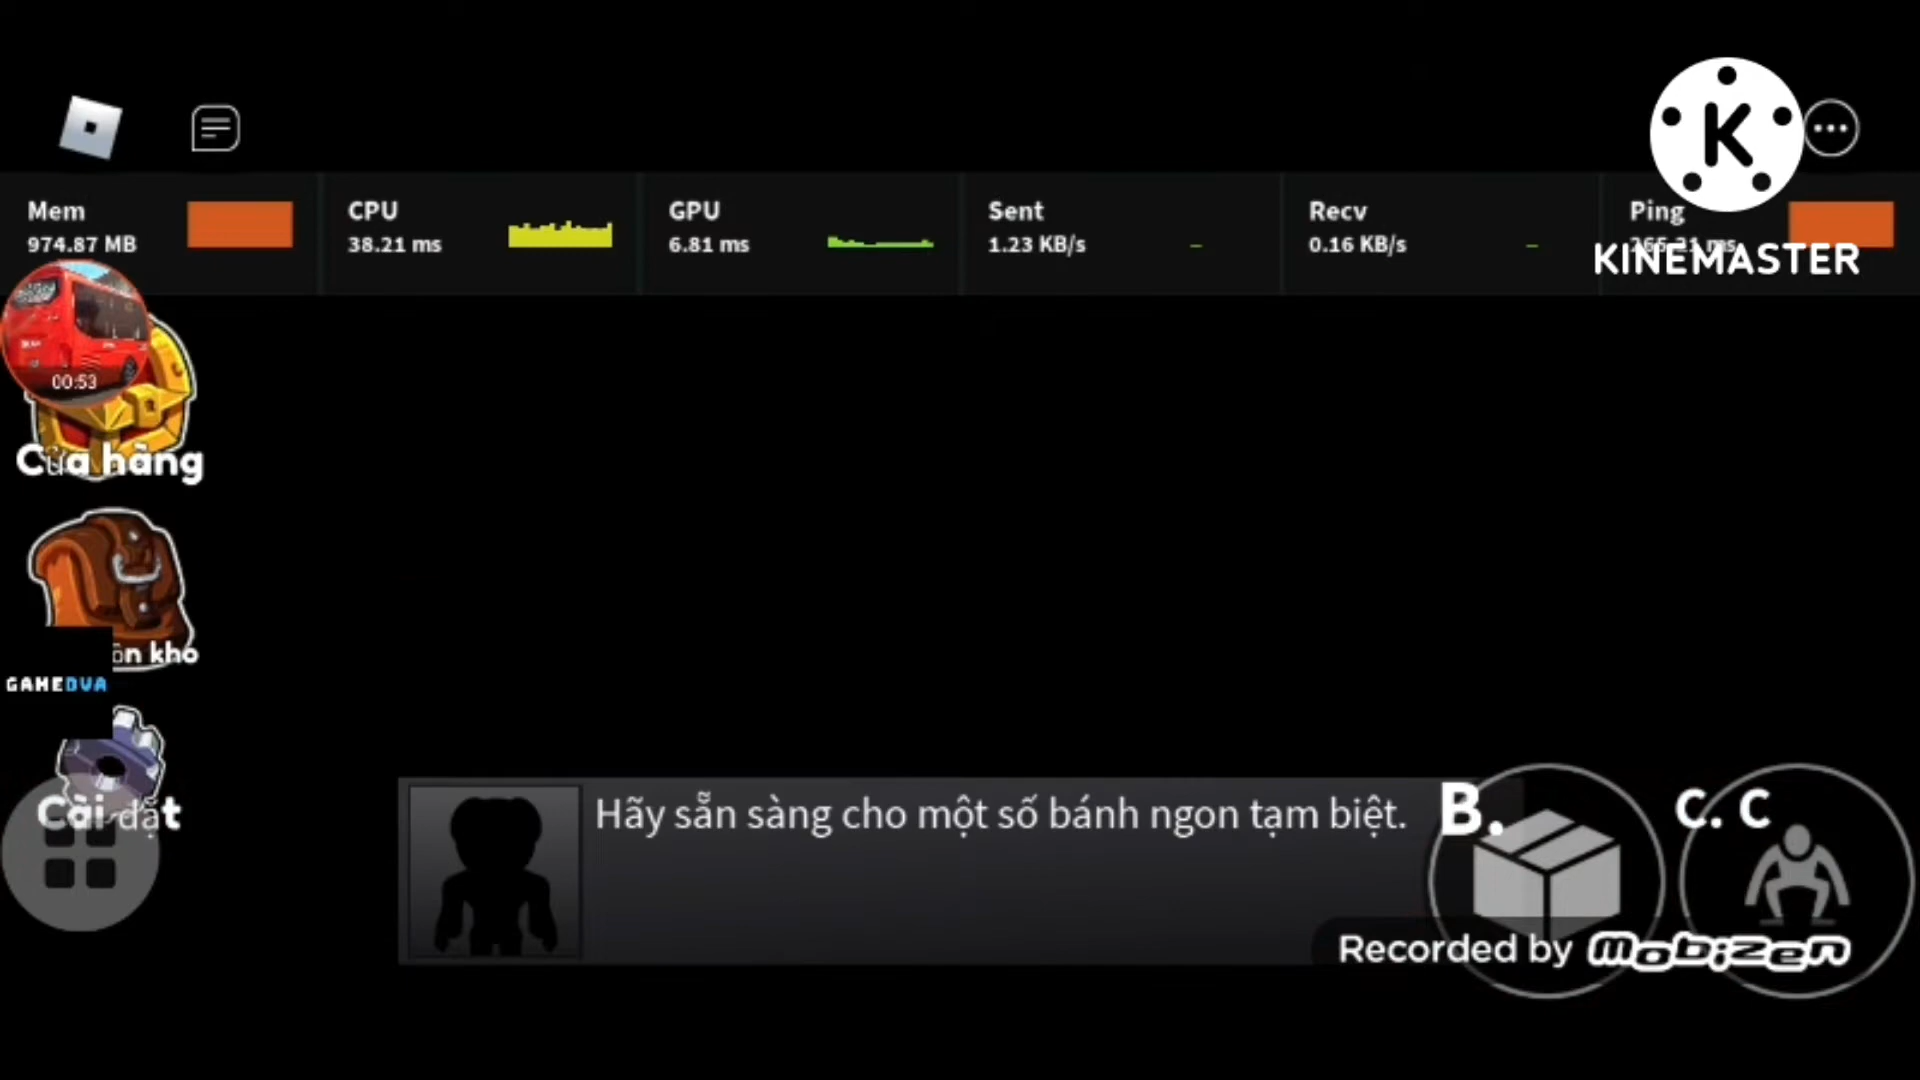 K
Mem
CPU
GPU
Sent
Recv
Ping
974.87 MB
38.21 ms
6.81 ms
1.23 KB/s
0.16 KB/s
KINEMASTER
00:53
Cửa hàng
ồn kho
GAMEDVA
Cài đặt
Hãy sẵn sàng cho một số bánh ngon tạm biệt.
B.
C. C
Recorded by mobizen